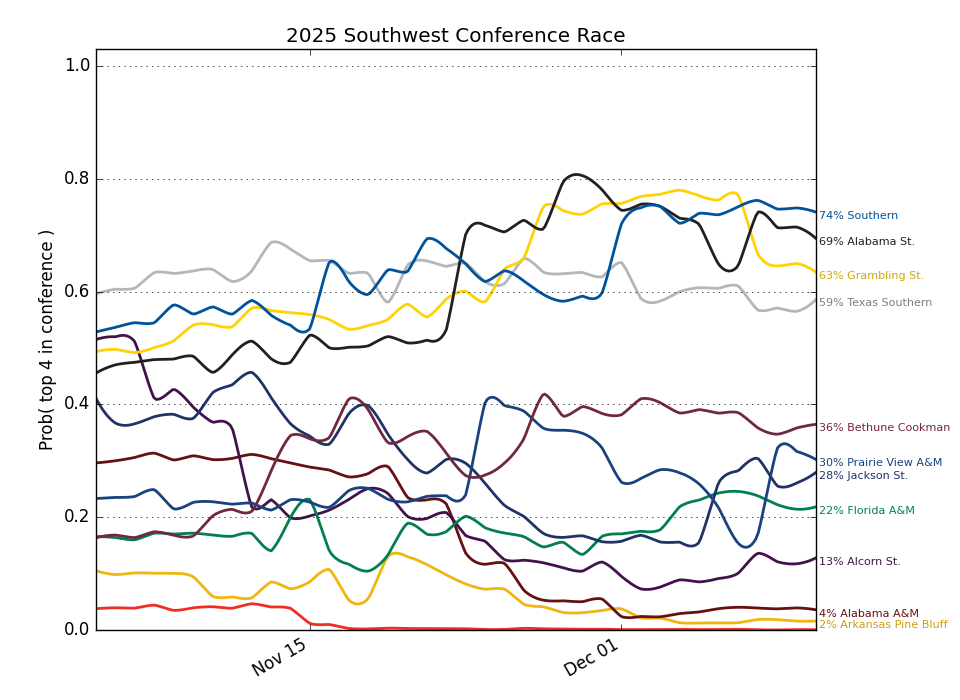 2025 Southwest Conference Race
Prob( top 4 in conference )
1.0
0.8
0.6
0.4
0.2
0.0
Nov 15
Dec 01
74% Southern
69% Alabama St.
63% Grambling St.
59% Texas Southern
36% Bethune Cookman
30% Prairie View A&M
28% Jackson St.
22% Florida A&M
13% Alcorn St.
4% Alabama A&M
2% Arkansas Pine Bluff